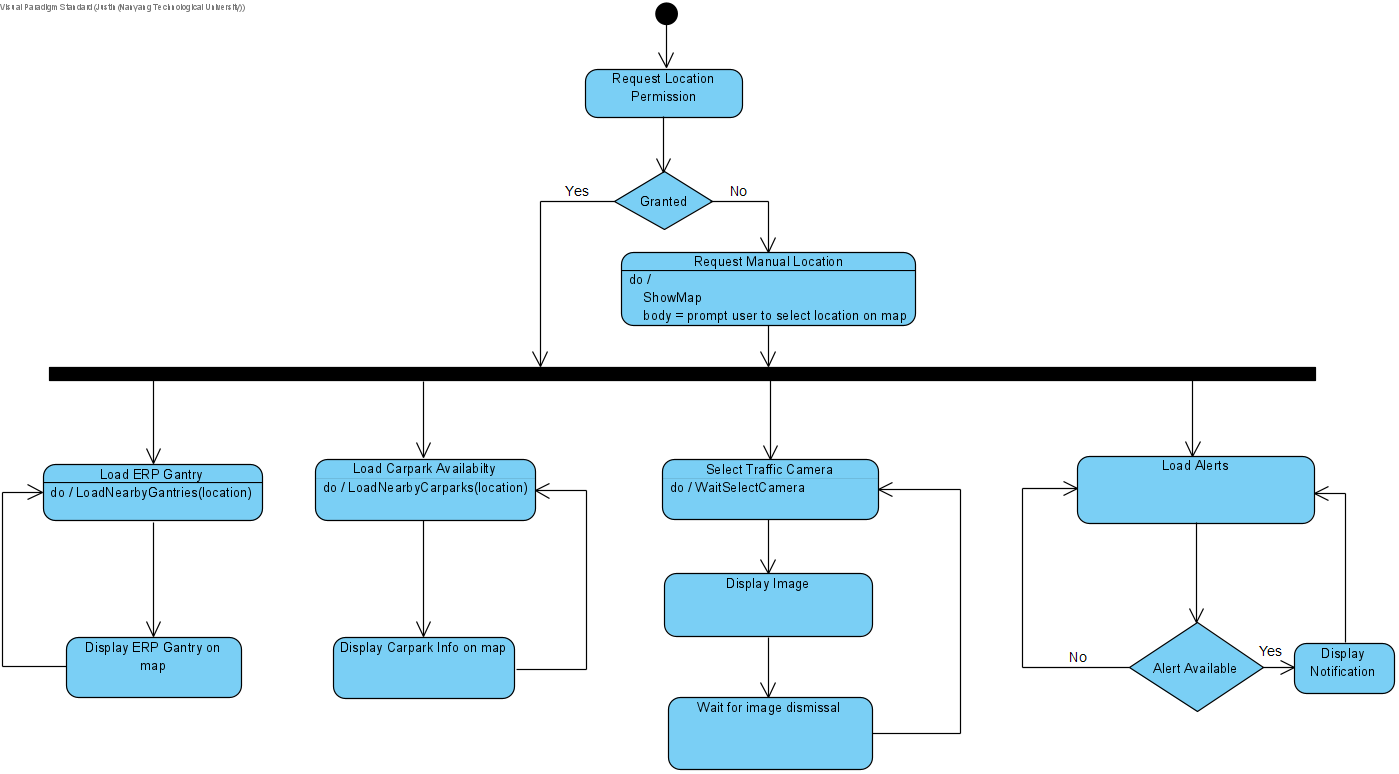 Visual Paradigm Standard (Justin (Nanyang Technological University))
Request Location
Permission
Granted
Yes
No
Request Manual Location
do /
ShowMap
body = prompt user to select location on map
Load ERP Gantry
do / LoadNearbyGantries(location)
Display ERP Gantry on
map
Load Carpark Availabilty
do / LoadNearbyCarparks(location)
Display Carpark Info on map
Select Traffic Camera
do / WaitSelectCamera
Display Image
Wait for image dismissal
Load Alerts
Alert Available
No
Yes
Display
Notification